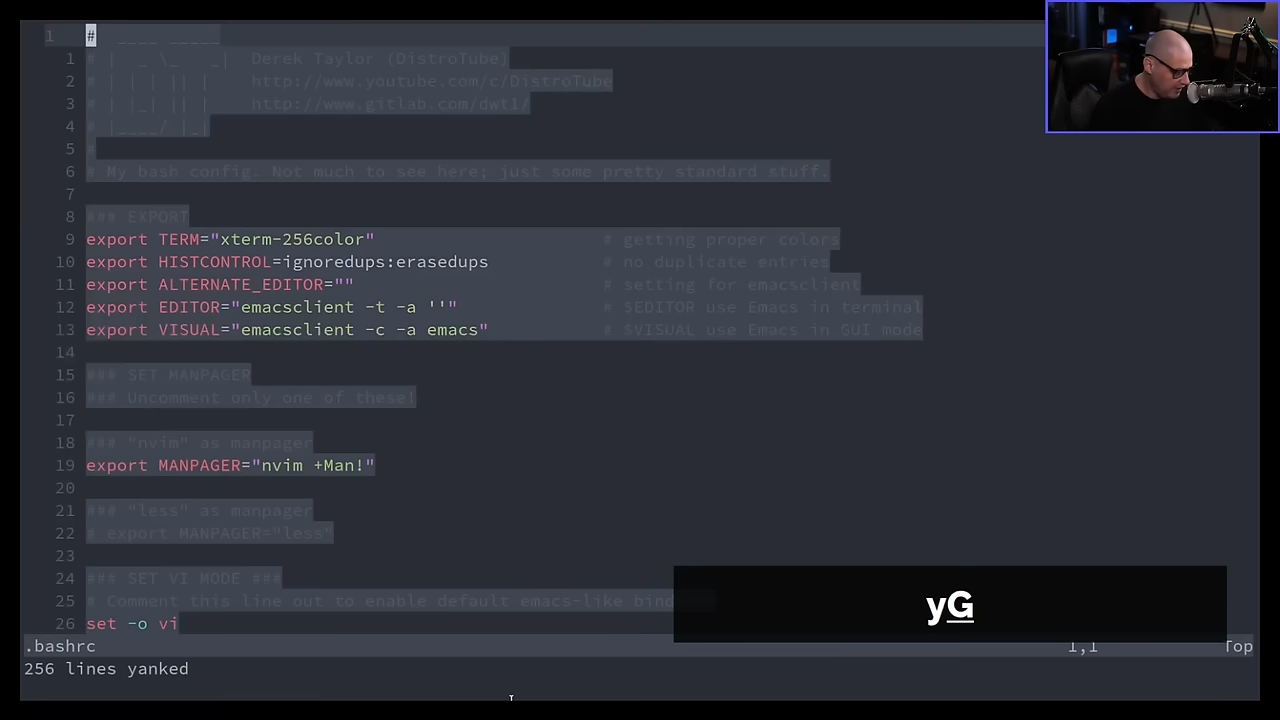 1 #  ____ _____
1 # |  _ \_   _|  Derek Taylor (DistroTube)
2 # | | | || |    http://www.youtube.com/c/DistroTube
3 # | |_| || |    http://www.gitlab.com/dwt1/
4 # |____/ |_|
5 #
6 # My bash config. Not much to see here; just some pretty standard stuff.
7
8 ### EXPORT
9 export TERM="xterm-256color" # getting proper colors
10 export HISTCONTROL=ignoredups:erasedups # no duplicate entries
11 export ALTERNATE_EDITOR="" # setting for emacsclient
12 export EDITOR="emacsclient -t -a ''" # $EDITOR use Emacs in terminal
13 export VISUAL="emacsclient -c -a emacs" # $VISUAL use Emacs in GUI mode
14
15 ### SET MANPAGER
16 ### Uncomment only one of these!
17
18 ### "nvim" as manpager
19 export MANPAGER="nvim +Man!"
20
21 ### "less" as manpager
22 # export MANPAGER="less"
23
24 ### SET VI MODE ###
25 # Comment this line out to enable default emacs-like
26 set -o vi
yG
.bashrc 1,1 Top
256 lines yanked